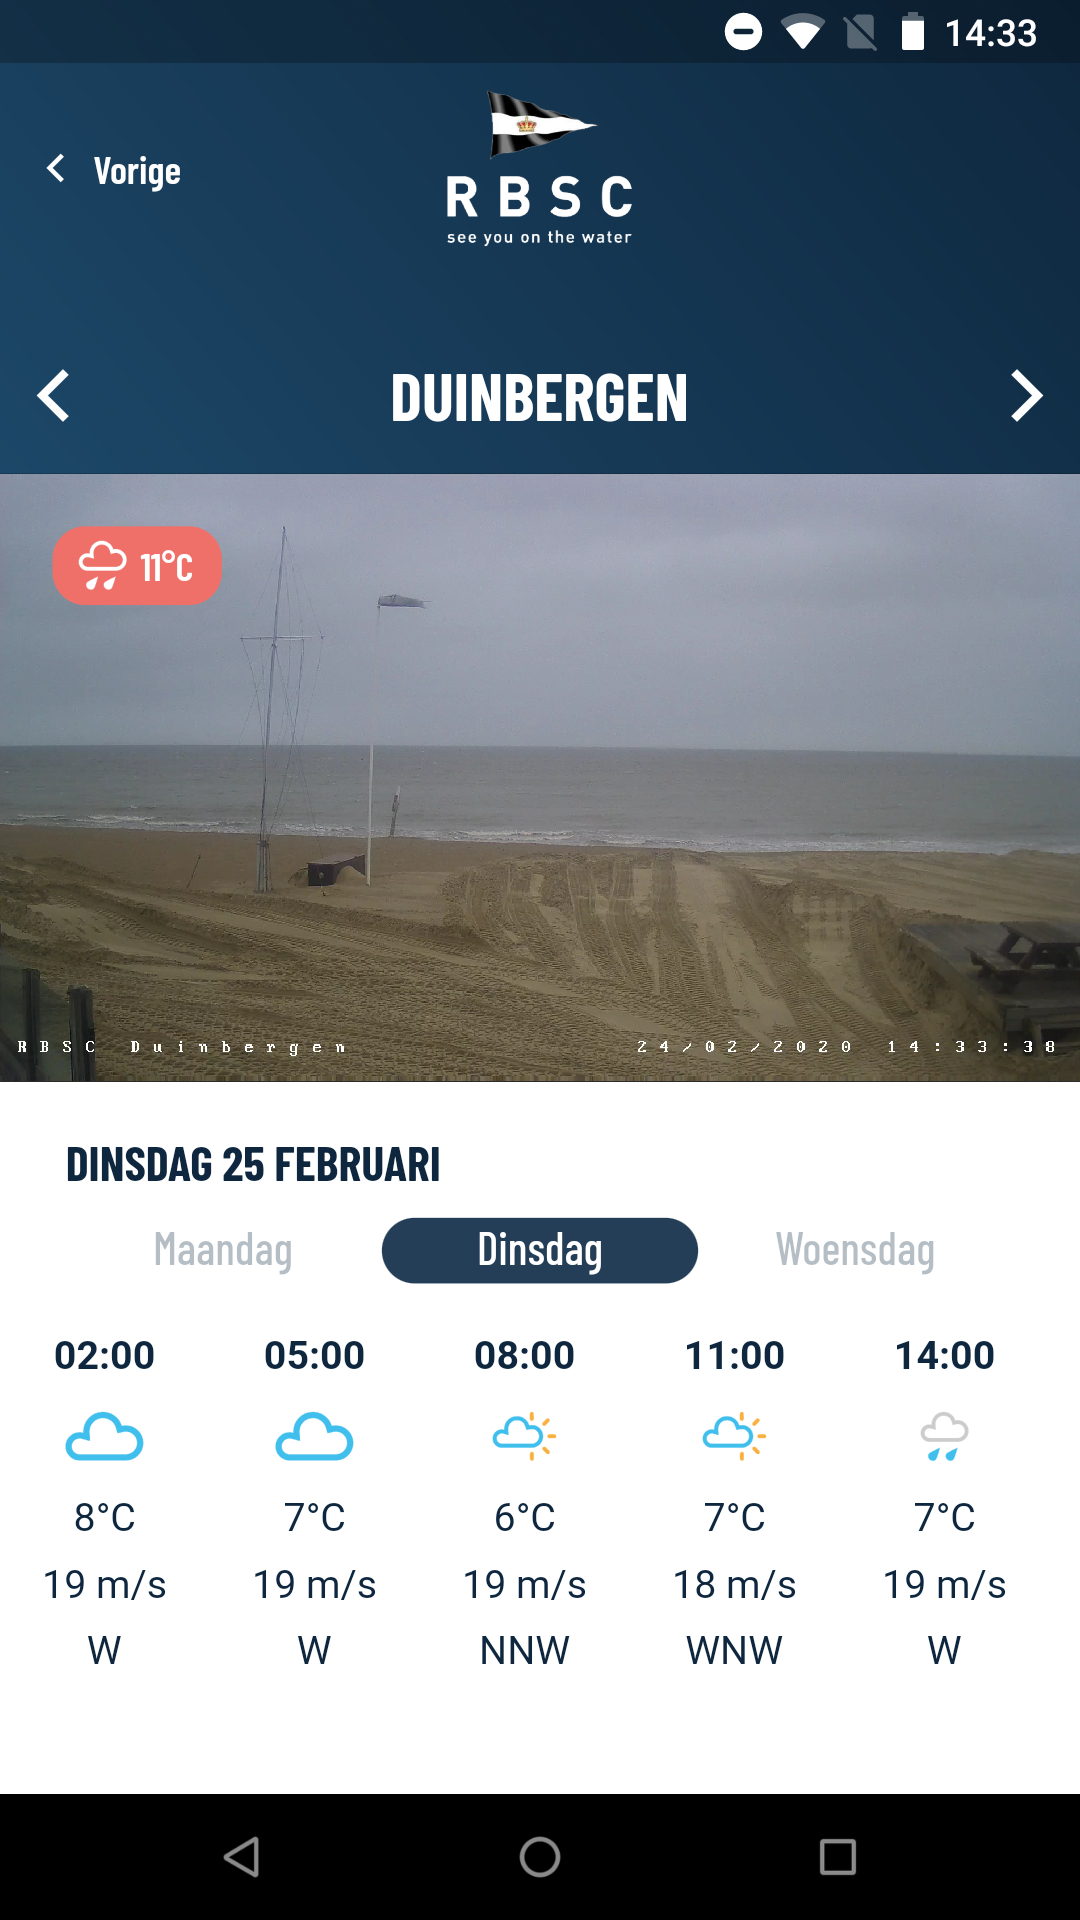 14:33
Vorige
RBSC
see you on the water
DUINBERGEN
11°C
RBSC Duinbergen 24/02/2020 14:33:38
DINSDAG 25 FEBRUARI
Maandag Dinsdag Woensdag
02:00 05:00 08:00 11:00 14:00
8°C 7°C 6°C 7°C 7°C
19 m/s 19 m/s 19 m/s 18 m/s 19 m/s
W W NNW WNW W